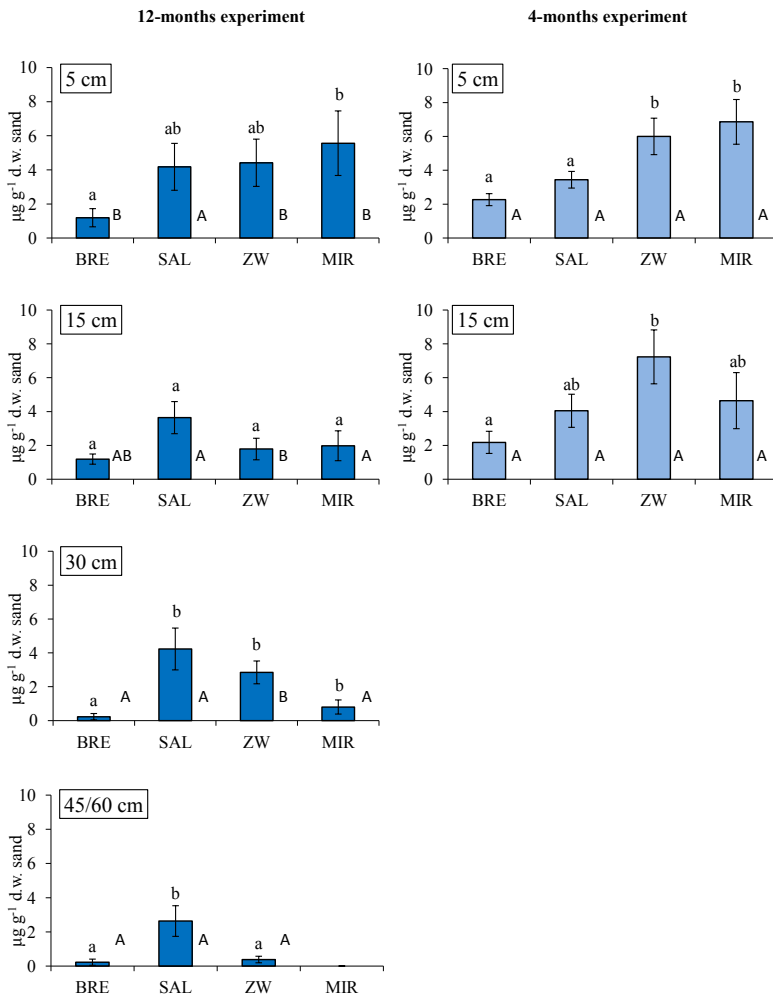 12-months experiment 4-months experiment
5 cm
µg g-1 d.w. sand
10
8
6
4
2
0
a ab ab b
B A B B
BRE SAL ZW MIR
5 cm
µg g-1 d.w. sand
10
8
6
4
2
0
a a b b
A A A A
BRE SAL ZW MIR
15 cm
µg g-1 d.w. sand
10
8
6
4
2
0
a a a a
AB A B A
BRE SAL ZW MIR
15 cm
µg g-1 d.w. sand
10
8
6
4
2
0
a ab b ab
A A A A
BRE SAL ZW MIR
30 cm
µg g-1 d.w. sand
10
8
6
4
2
0
a b b b
A A B A
BRE SAL ZW MIR
45/60 cm
µg g-1 d.w. sand
10
8
6
4
2
0
a b a
A A A
BRE SAL ZW MIR